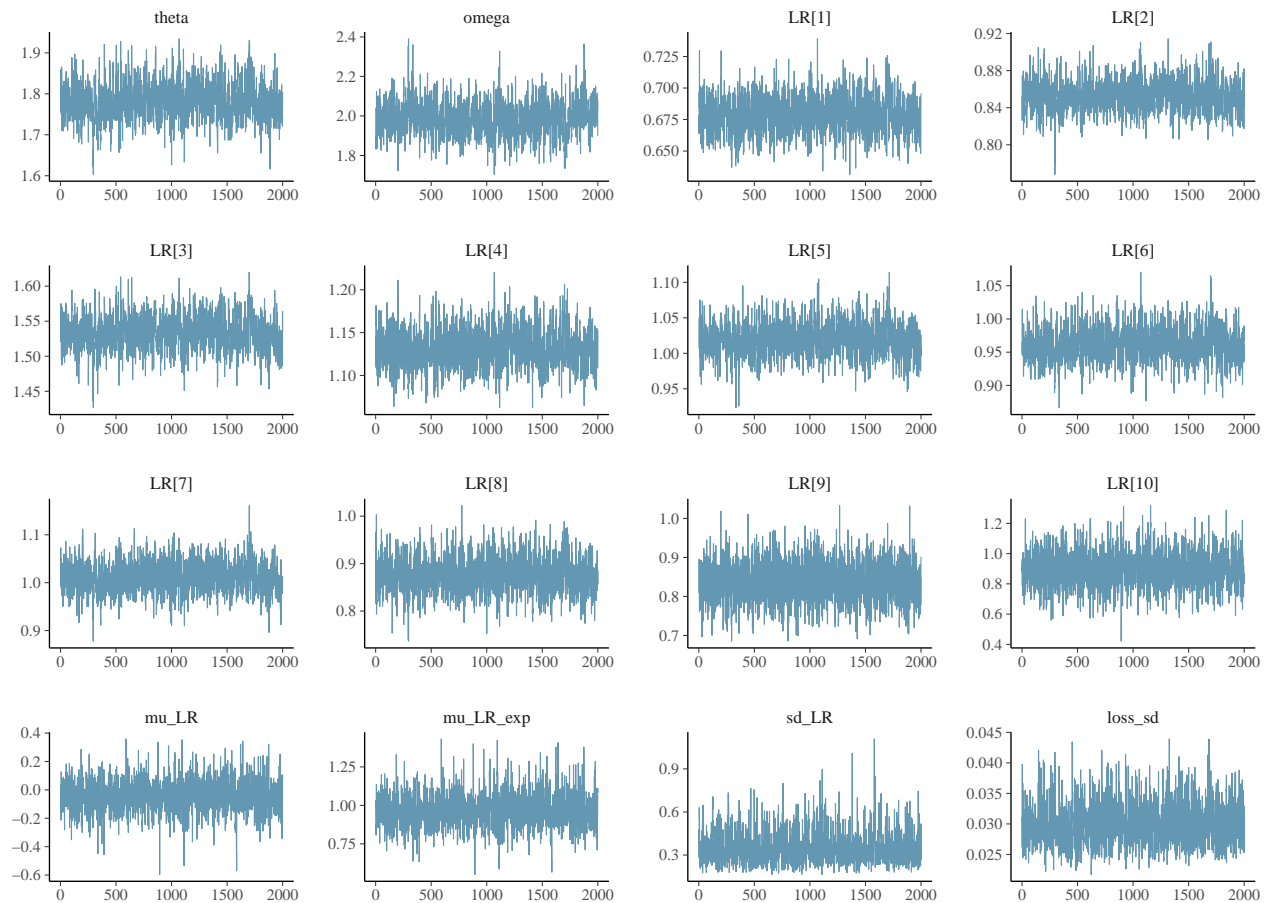 theta omega LR[1] LR[2]
1.9 2.4 0.725 0.92
1.8 2.2 0.700 0.88
1.7 2.0 0.675 0.84
1.6 1.8 0.650 0.80
0 500 1000 1500 2000 0 500 1000 1500 2000 0 500 1000 1500 2000 0 500 1000 1500 2000
LR[3] LR[4] LR[5] LR[6]
1.60 1.20 1.10 1.05
1.55 1.15 1.05 1.00
1.50 1.10 1.00 0.95
1.45 0.95 0.90
0 500 1000 1500 2000 0 500 1000 1500 2000 0 500 1000 1500 2000 0 500 1000 1500 2000
LR[7] LR[8] LR[9] LR[10]
1.1 1.0 1.0 1.2
1.0 0.9 0.9 1.0
0.9 0.8 0.8 0.8
0.7 0.6
0.4
0 500 1000 1500 2000 0 500 1000 1500 2000 0 500 1000 1500 2000 0 500 1000 1500 2000
mu_LR mu_LR_exp sd_LR loss_sd
0.4 1.25 0.9 0.045
0.2 1.00 0.6 0.040
0.0 0.75 0.3 0.035
−0.2 0.030
−0.4 0.025
−0.6
0 500 1000 1500 2000 0 500 1000 1500 2000 0 500 1000 1500 2000 0 500 1000 1500 2000